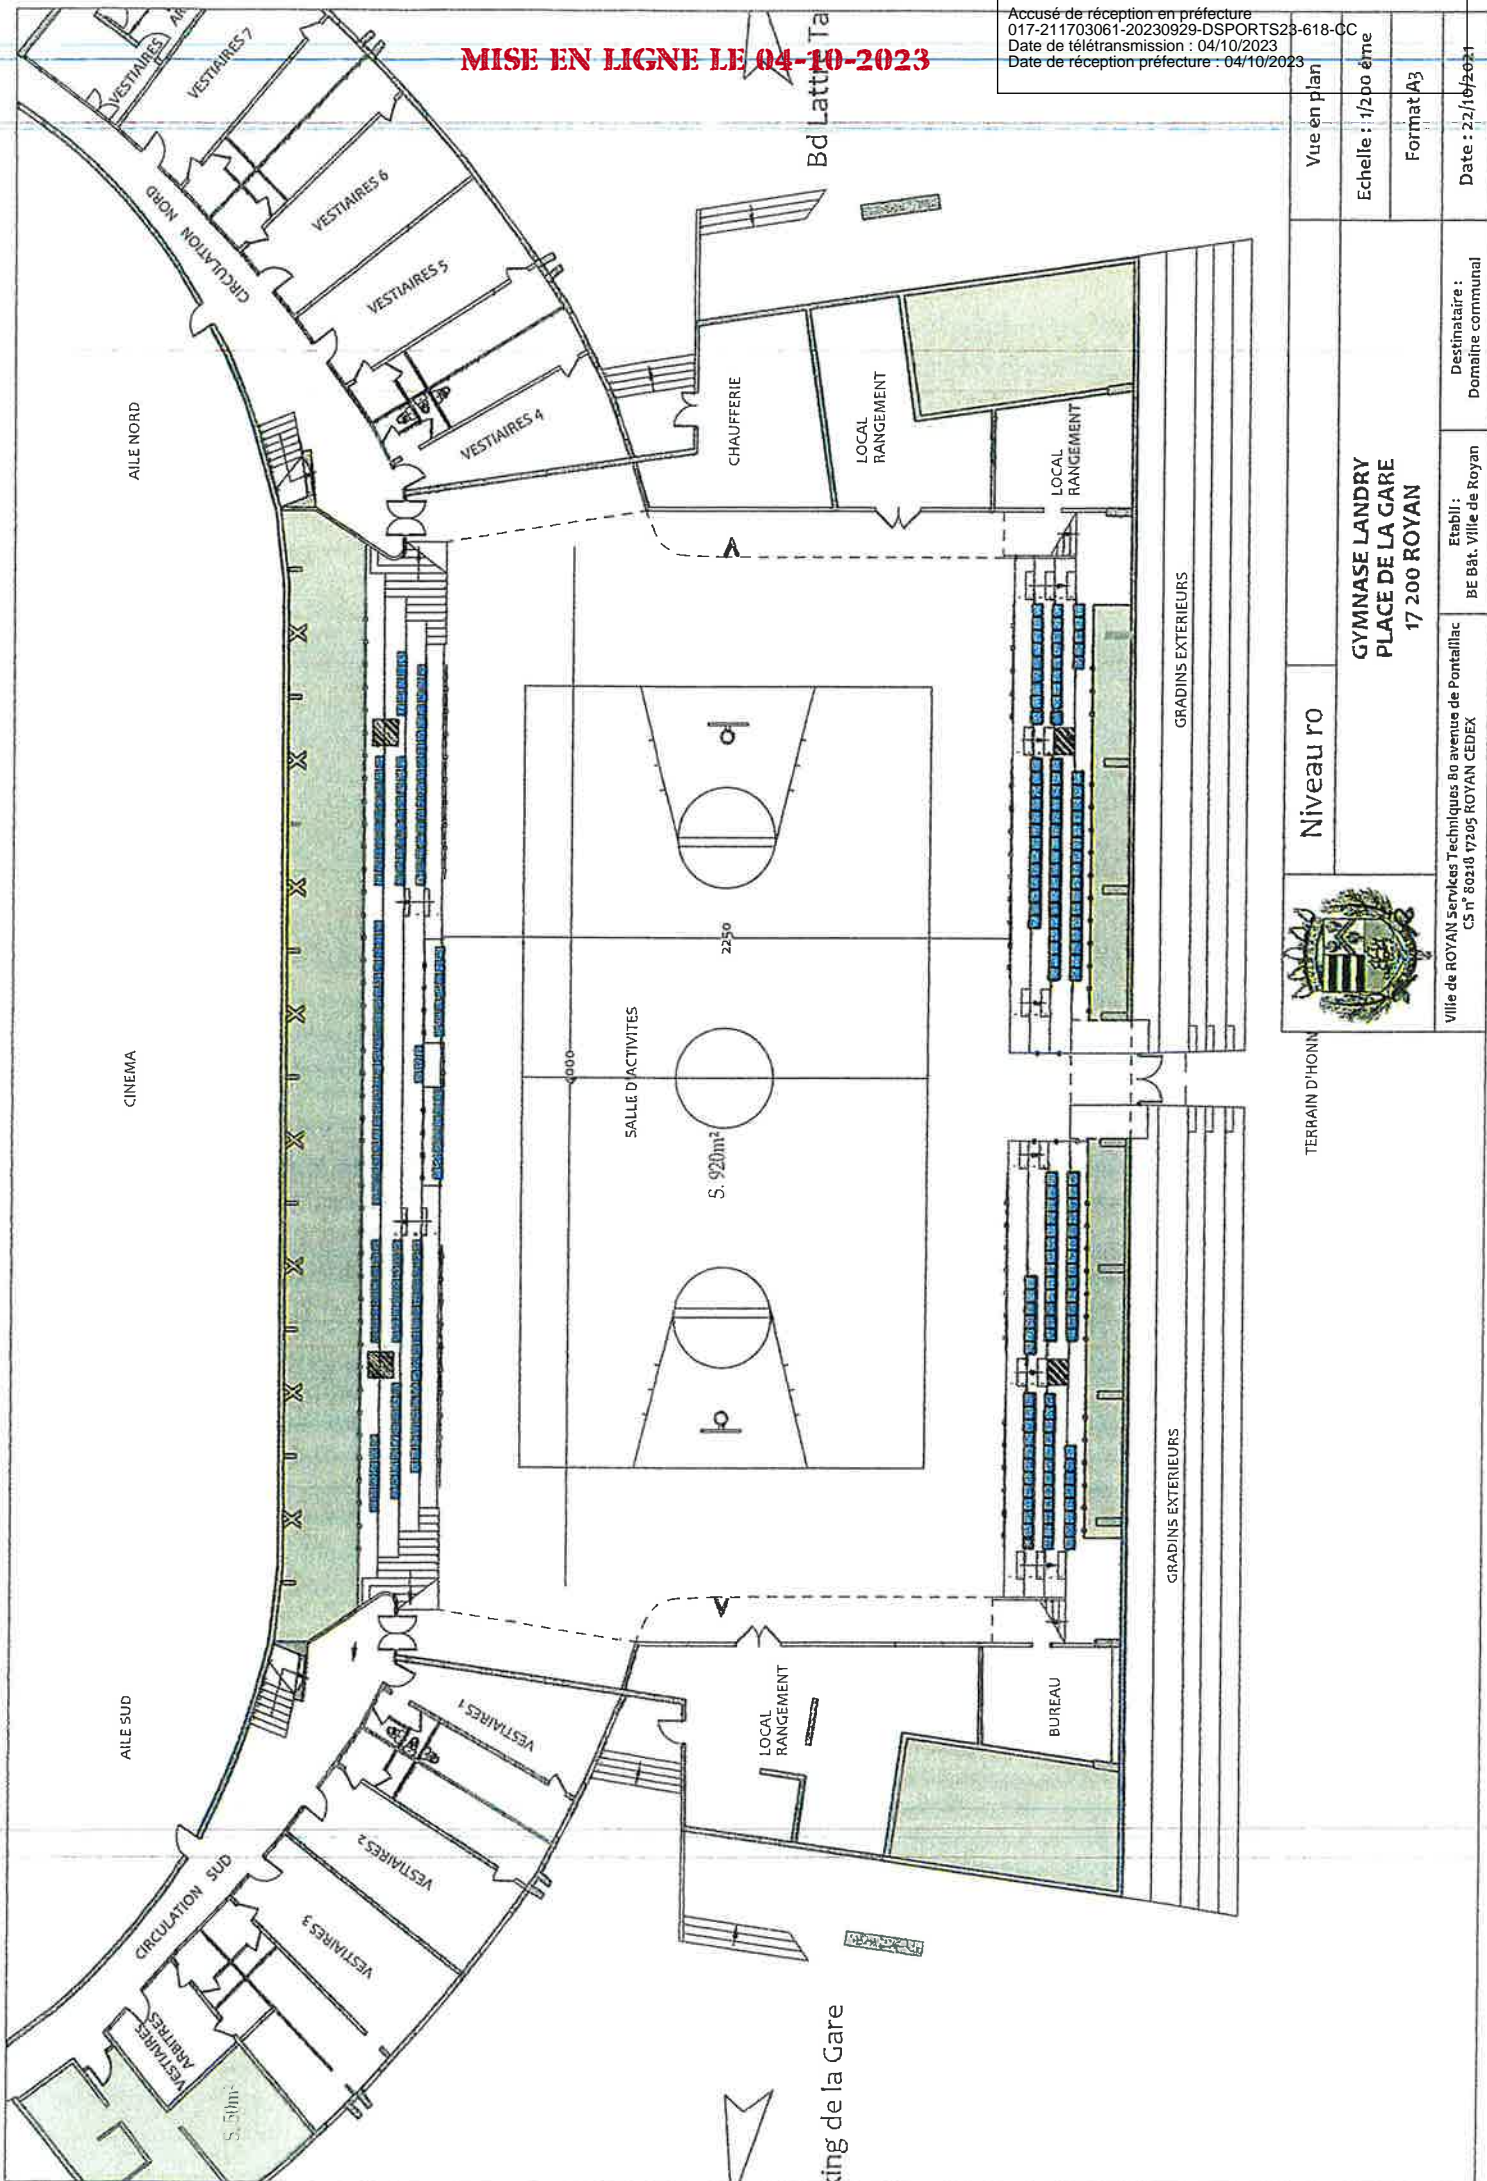 Accusé de réception en préfecture
017-211703061-20230929-DSPORTS23-618-CC
Date de télétransmission : 04/10/2023
Date de réception préfecture : 04/10/2023
MISE EN LIGNE LE 04-10-2023
AILE SUD
CINEMA
AILE NORD
CIRCULATION SUD
CIRCULATION NORD
VESTIAIRES
ARBITRES
S. 50m²
VESTIAIRES 3
VESTIAIRES 2
VESTIAIRES 1
VESTIAIRES 4
VESTIAIRES 5
VESTIAIRES 6
VESTIAIRES 7
VESTIAIRES
4000
SALLE D'ACTIVITES
S. 920m²
2250
LOCAL
RANGEMENT
BUREAU
CHAUFFERIE
LOCAL
RANGEMENT
LOCAL
RANGEMENT
de la Gare
Bd Lattre
GRADINS EXTERIEURS
GRADINS EXTERIEURS
TERRAIN D'HONN
Niveau r0
Vue en plan
GYMNASE LANDRY
PLACE DE LA GARE
17 200 ROYAN
Echelle : 1/200 ème
Format A3
Ville de ROYAN Services Techniques 80 avenue de Pontaillac
CS n° 80218 17205 ROYAN CEDEX
Etabli :
BE Bât. Ville de Royan
Destinataire :
Domaine communal
Date : 22/10/2021